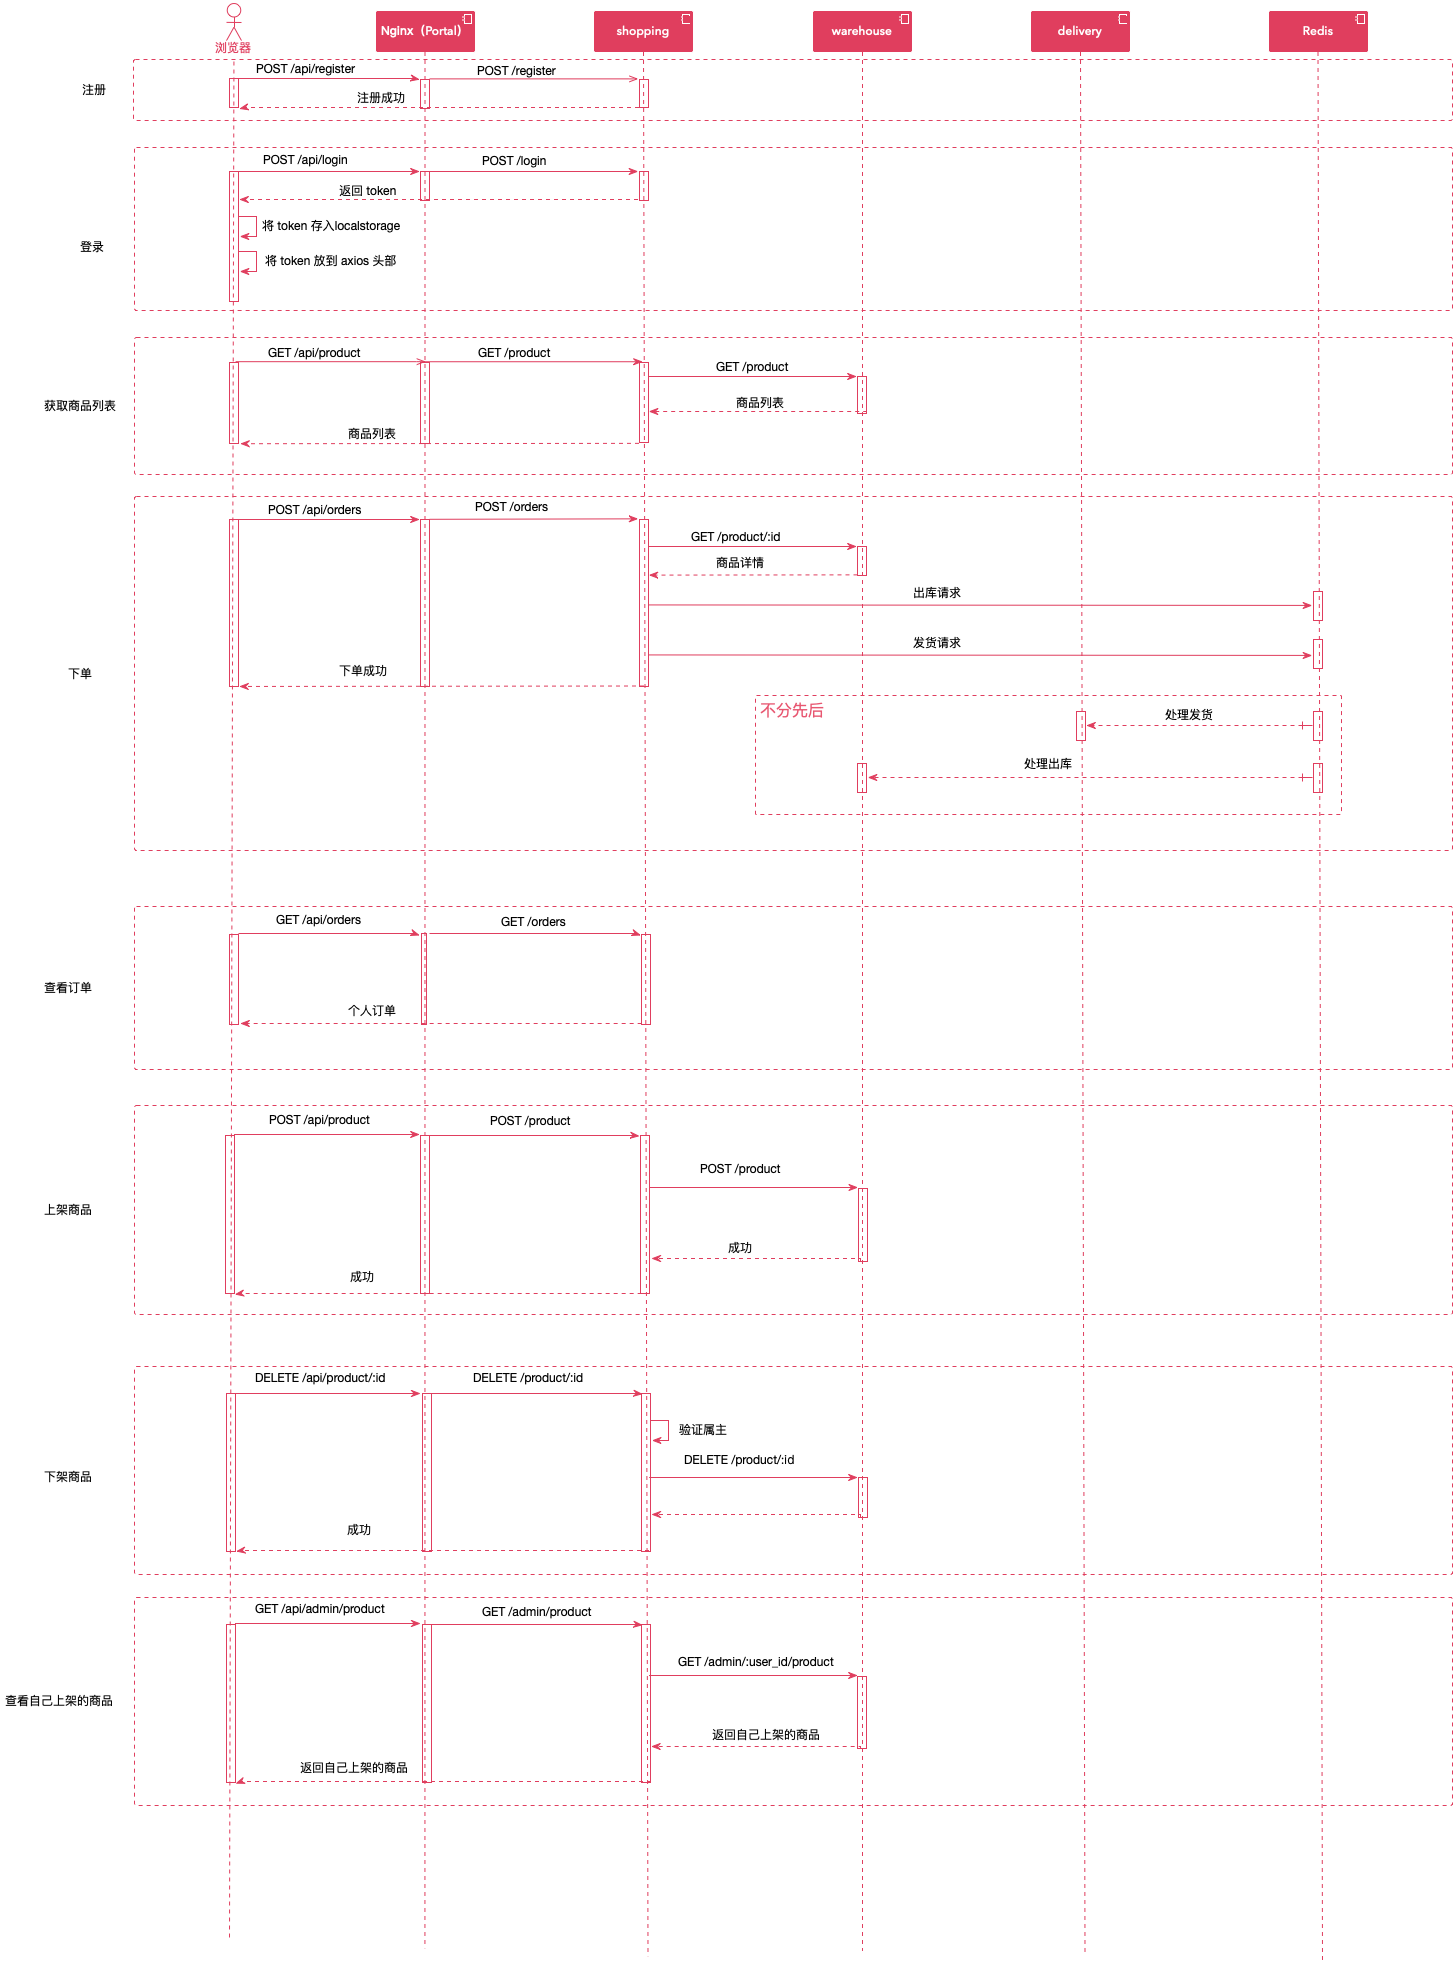 浏览器
Nginx（Portal）
shopping
warehouse
delivery
Redis
注册
POST /api/register
POST /register
注册成功
登录
POST /api/login
POST /login
返回 token
将 token 存入localstorage
将 token 放到 axios 头部
获取商品列表
GET /api/product
GET /product
GET /product
商品列表
商品列表
下单
POST /api/orders
POST /orders
GET /product/:id
商品详情
出库请求
发货请求
下单成功
不分先后
处理发货
处理出库
查看订单
GET /api/orders
GET /orders
个人订单
上架商品
POST /api/product
POST /product
POST /product
成功
成功
下架商品
DELETE /api/product/:id
DELETE /product/:id
验证属主
DELETE /product/:id
成功
查看自己上架的商品
GET /api/admin/product
GET /admin/product
GET /admin/:user_id/product
返回自己上架的商品
返回自己上架的商品